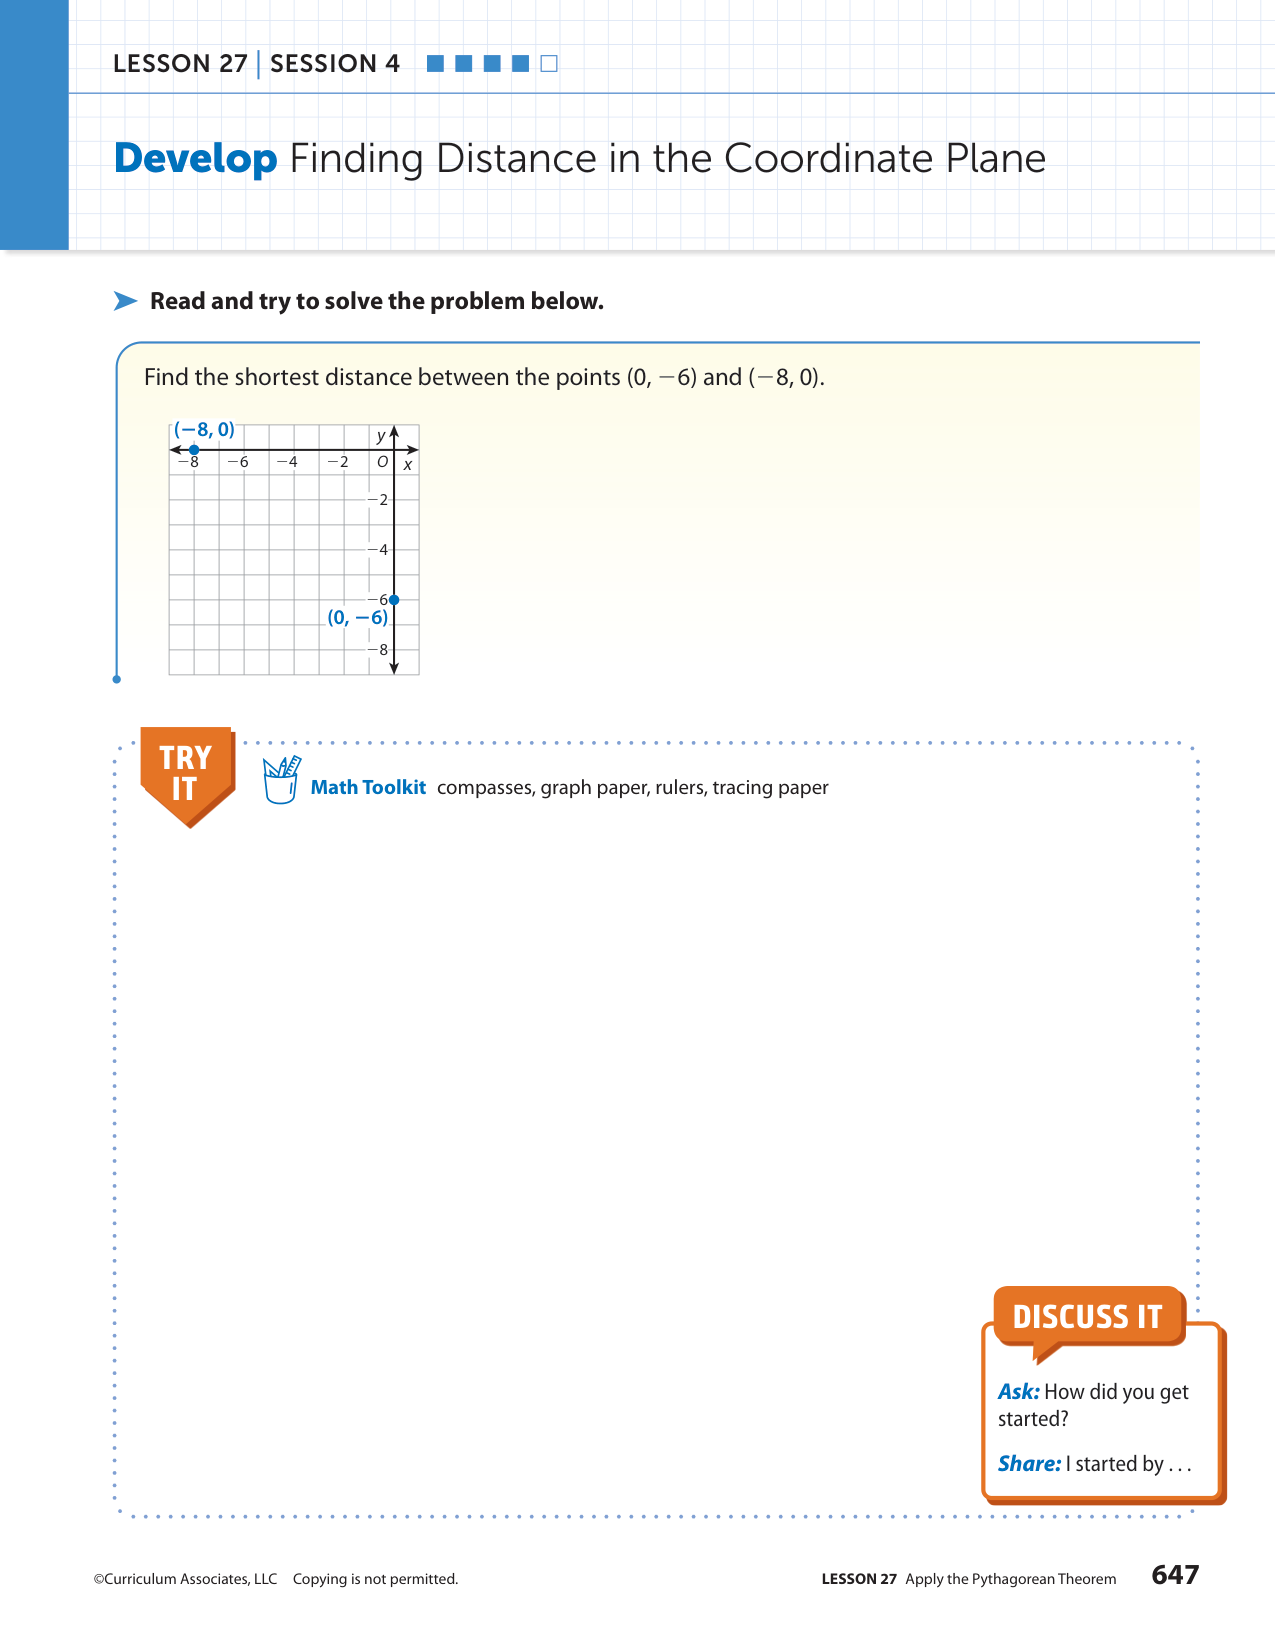 LESSON 27 | SESSION 4
Develop Finding Distance in the Coordinate Plane
Read and try to solve the problem below.
Find the shortest distance between the points (0, −6) and (−8, 0).
(−8, 0)
y
−8 −6 −4 −2 O x
−2
−4
−6
(0, −6)
−8
TRY
IT
Math Toolkit compasses, graph paper, rulers, tracing paper
DISCUSS IT
Ask: How did you get
started?
Share: I started by . . .
©Curriculum Associates, LLC Copying is not permitted.
LESSON 27 Apply the Pythagorean Theorem 647